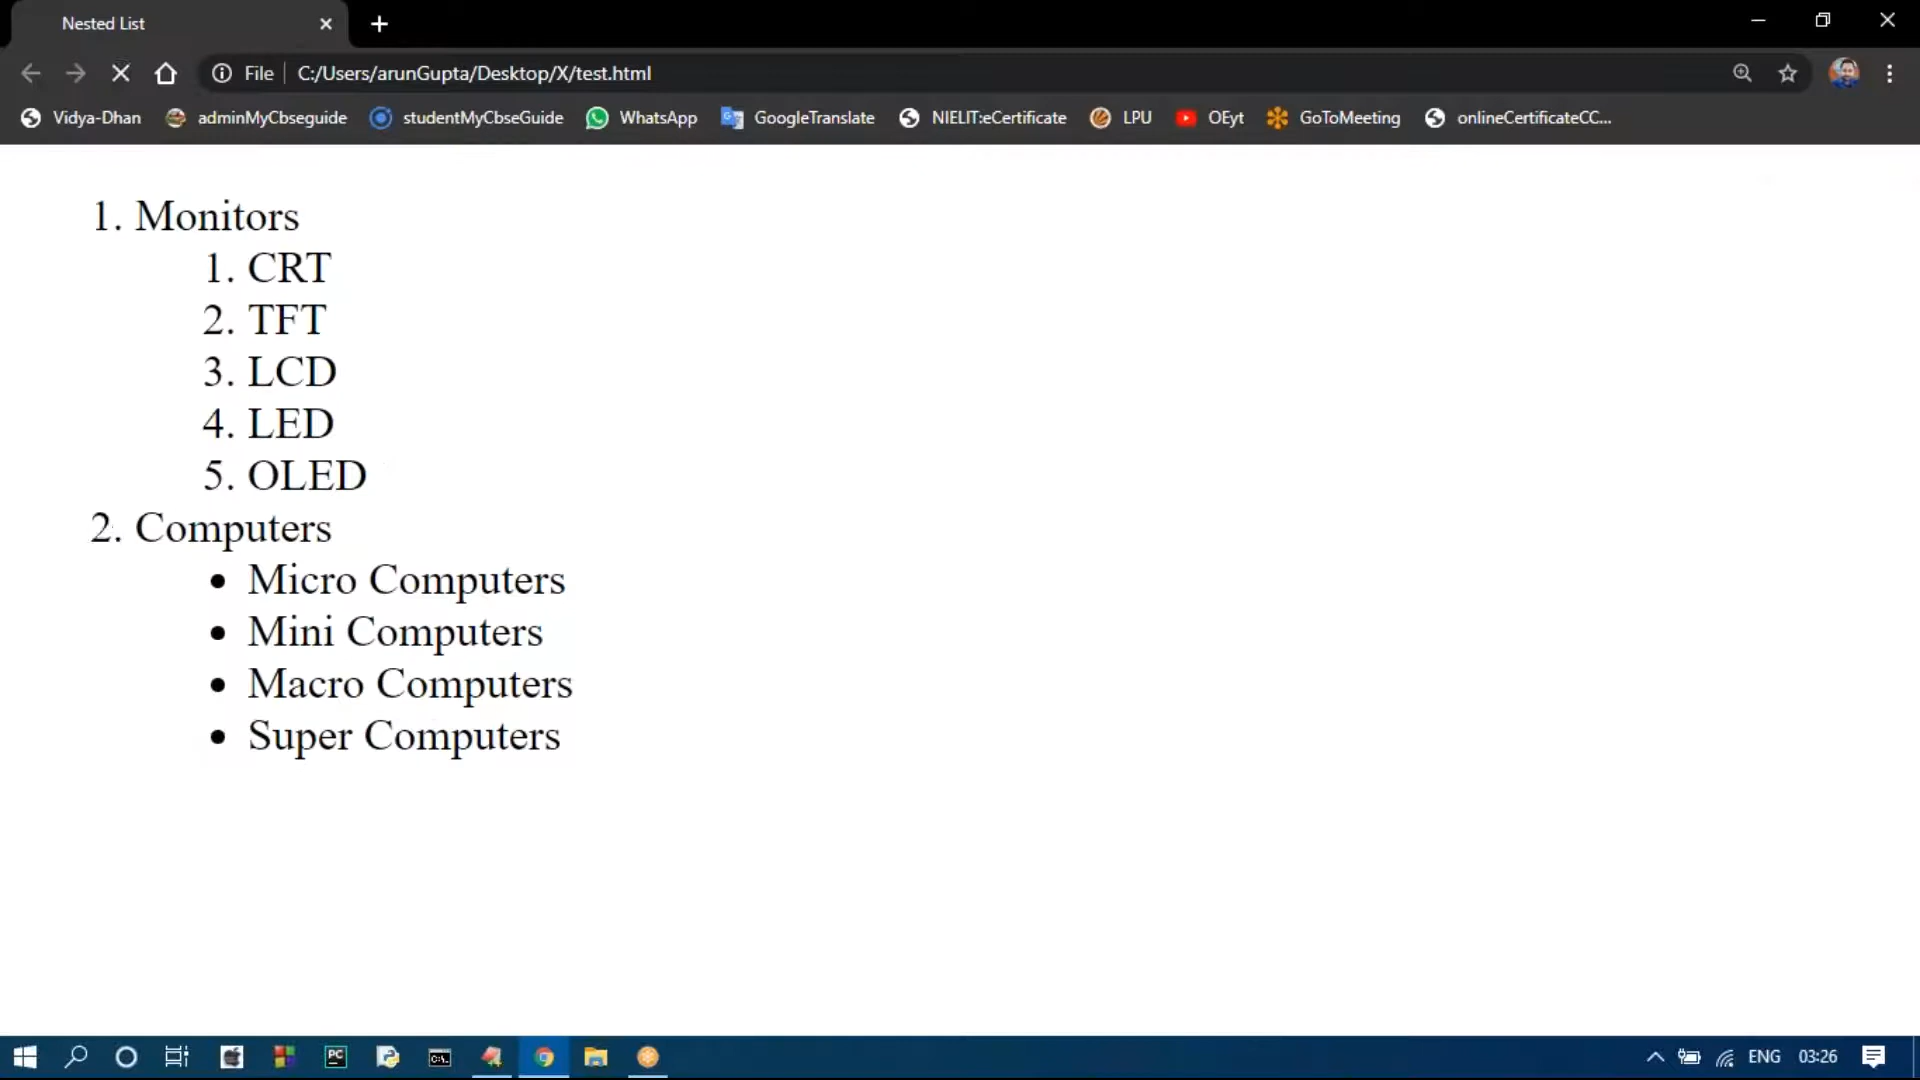 Nested List
File C:/Users/arunGupta/Desktop/X/test.html
Vidya-Dhan adminMyCbseguide studentMyCbseGuide WhatsApp GoogleTranslate NIELIT:eCertificate LPU OEyt GoToMeeting onlineCertificateCC...
1. Monitors
1. CRT
2. TFT
3. LCD
4. LED
5. OLED
2. Computers
• Micro Computers
• Mini Computers
• Macro Computers
• Super Computers
PC C:\. ENG 03:26